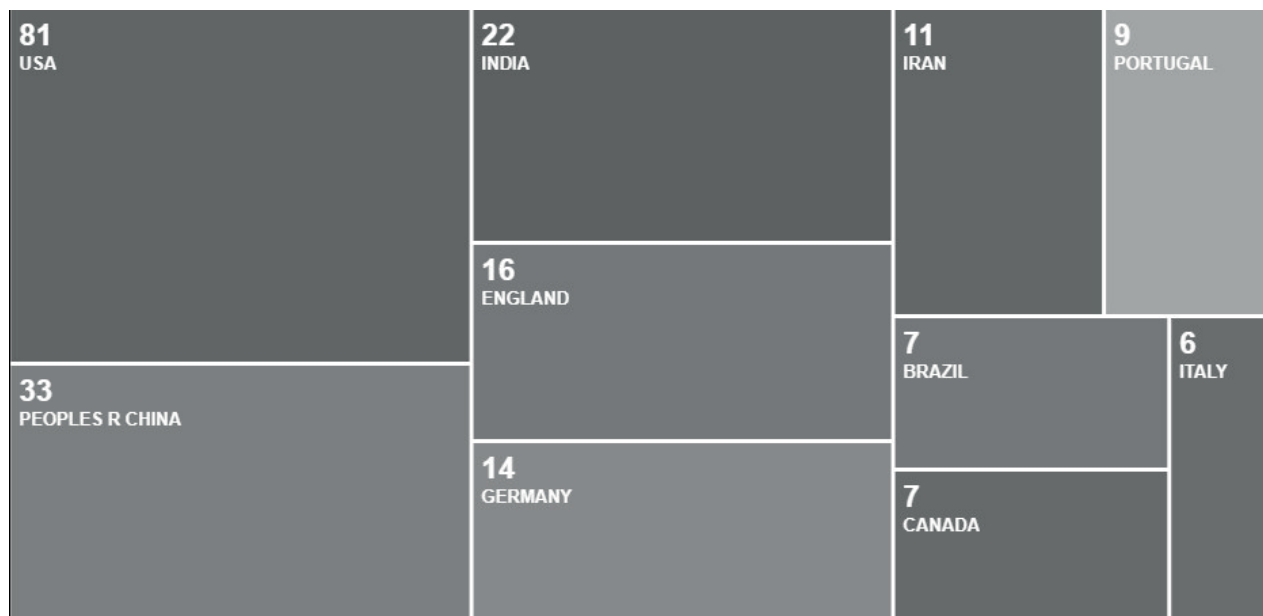 81
USA
33
PEOPLES R CHINA
22
INDIA
16
ENGLAND
14
GERMANY
11
IRAN
9
PORTUGAL
7
BRAZIL
7
CANADA
6
ITALY